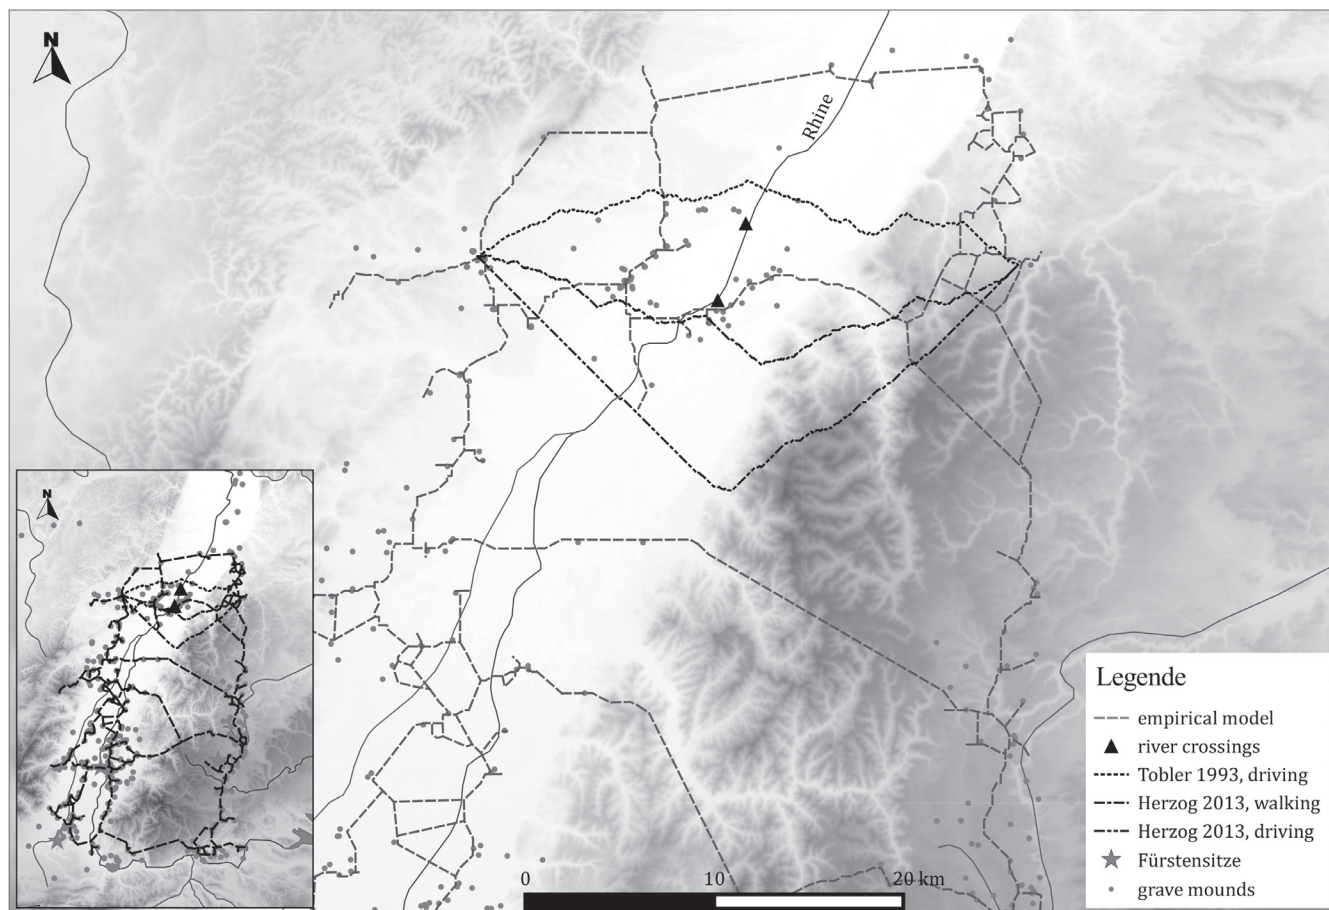 N
Rhine
N
Legende
empirical model
river crossings
Tobler 1993, driving
Herzog 2013, walking
Herzog 2013, driving
Fürstensitze
grave mounds
0 10 20 km